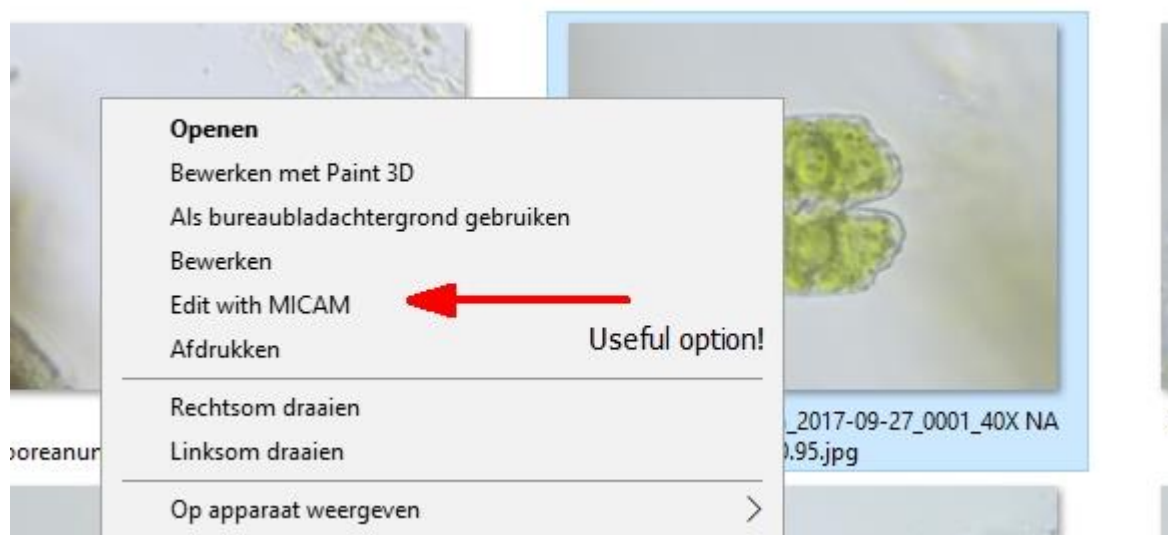 Openen
Bewerken met Paint 3D
Als bureaubladachtergrond gebruiken
Bewerken
Edit with MICAM
Useful option!
Afdrukken
Rechtsom draaien
Linksom draaien
Op apparaat weergeven
_2017-09-27_0001_40X NA
.95.jpg